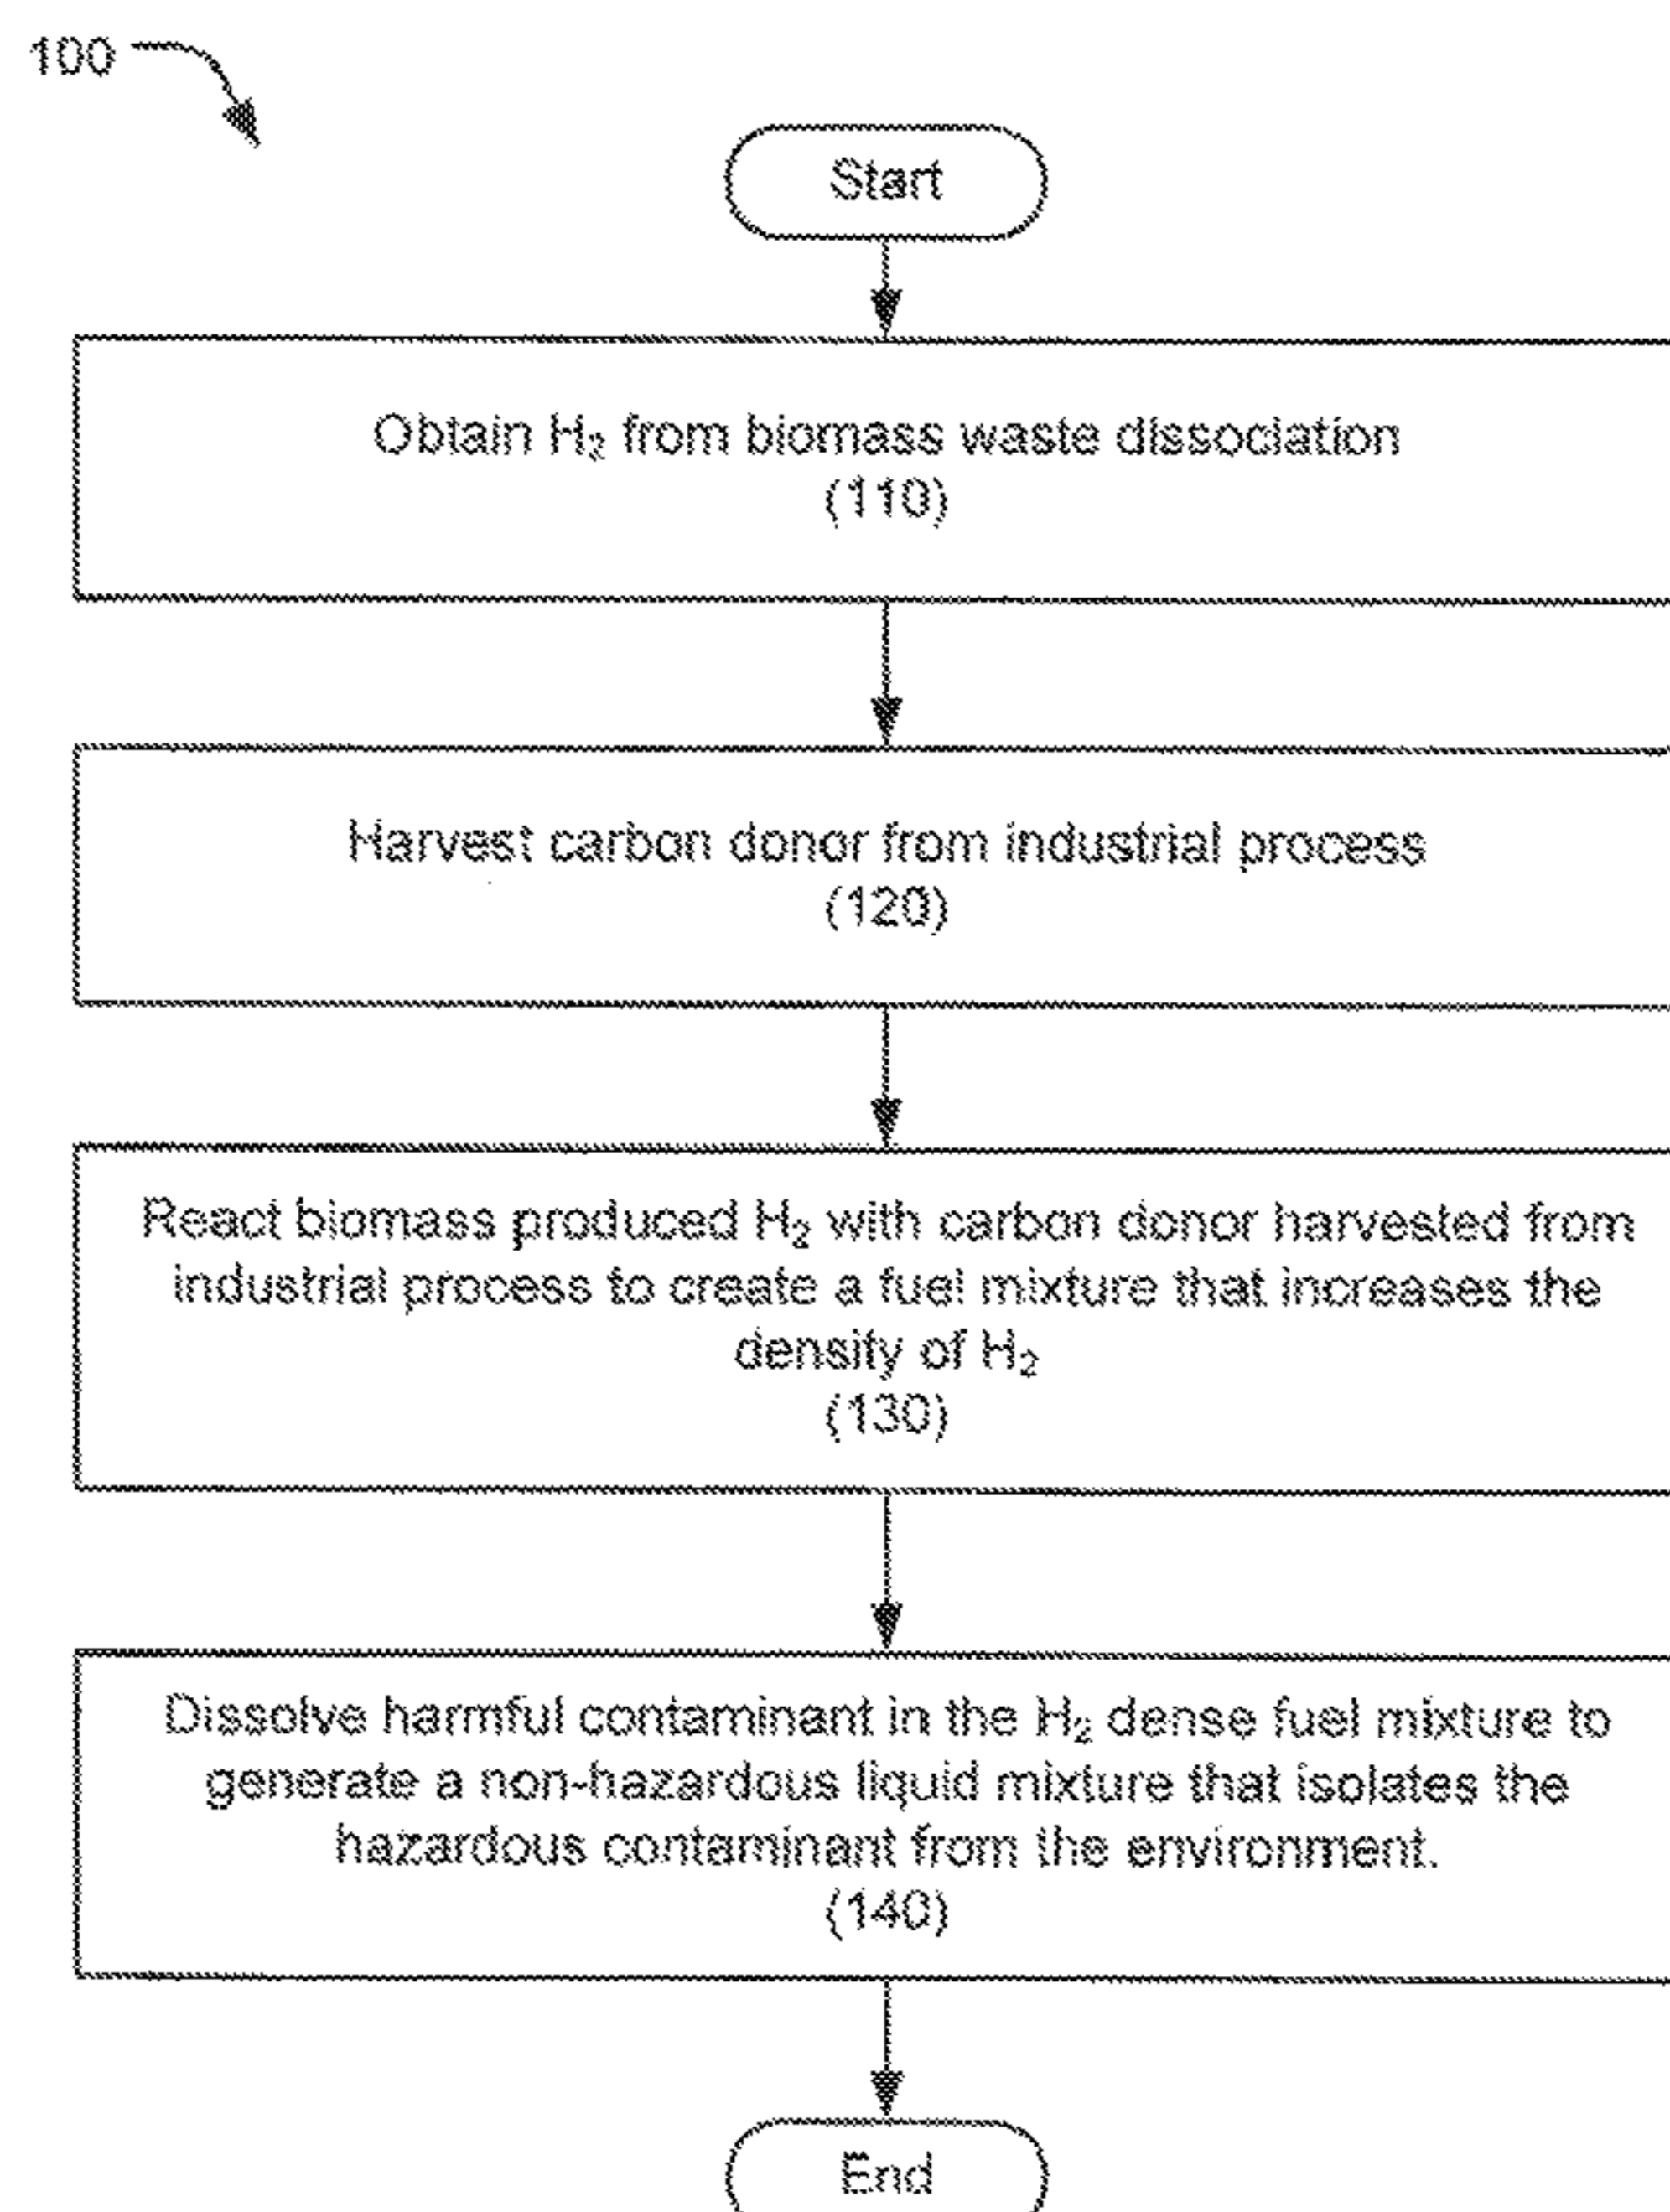 100
Start
Obtain H₂ from biomass waste dissociation
(110)
Harvest carbon donor from industrial process
(120)
React biomass produced H₂ with carbon donor harvested from
industrial process to create a fuel mixture that increases the
density of H₂
(130)
Dissolve harmful contaminant in the H₂ dense fuel mixture to
generate a non-hazardous liquid mixture that isolates the
hazardous contaminant from the environment.
(140)
End